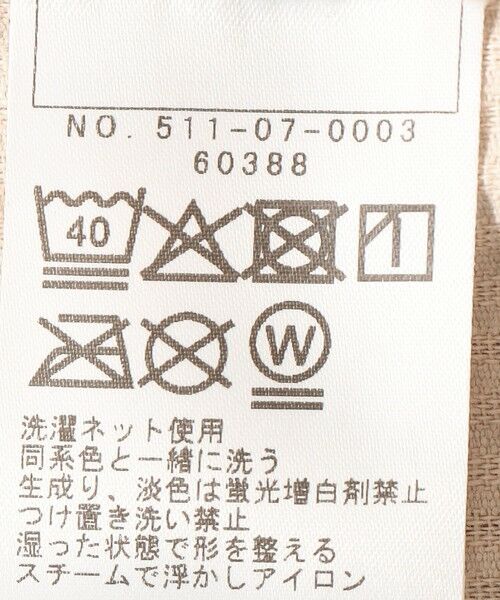 NO. 511-07-0003
60388
40
W
洗濯ネット使用
同系色と一緒に洗う
生成り、淡色は蛍光増白剤禁止
つけ置き洗い禁止
湿った状態で形を整える
スチームで浮かしアイロン